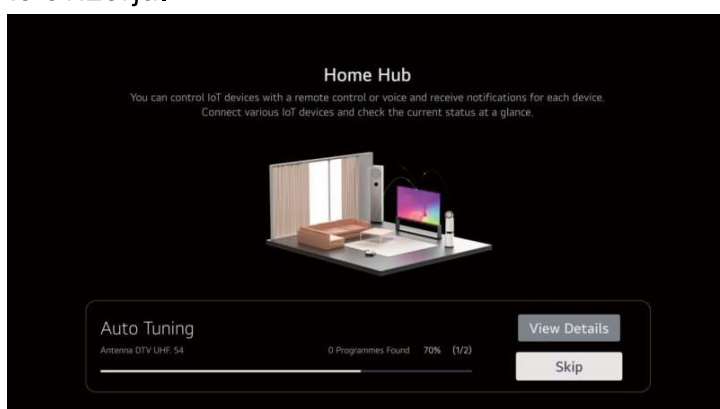 Home Hub
You can control IoT devices with a remote control or voice and receive notifications for each device.
Connect various IoT devices and check the current status at a glance.
Auto Tuning
View Details
Antenna DTV UHF, 54
0 Programmes Found 70% (1/2)
Skip